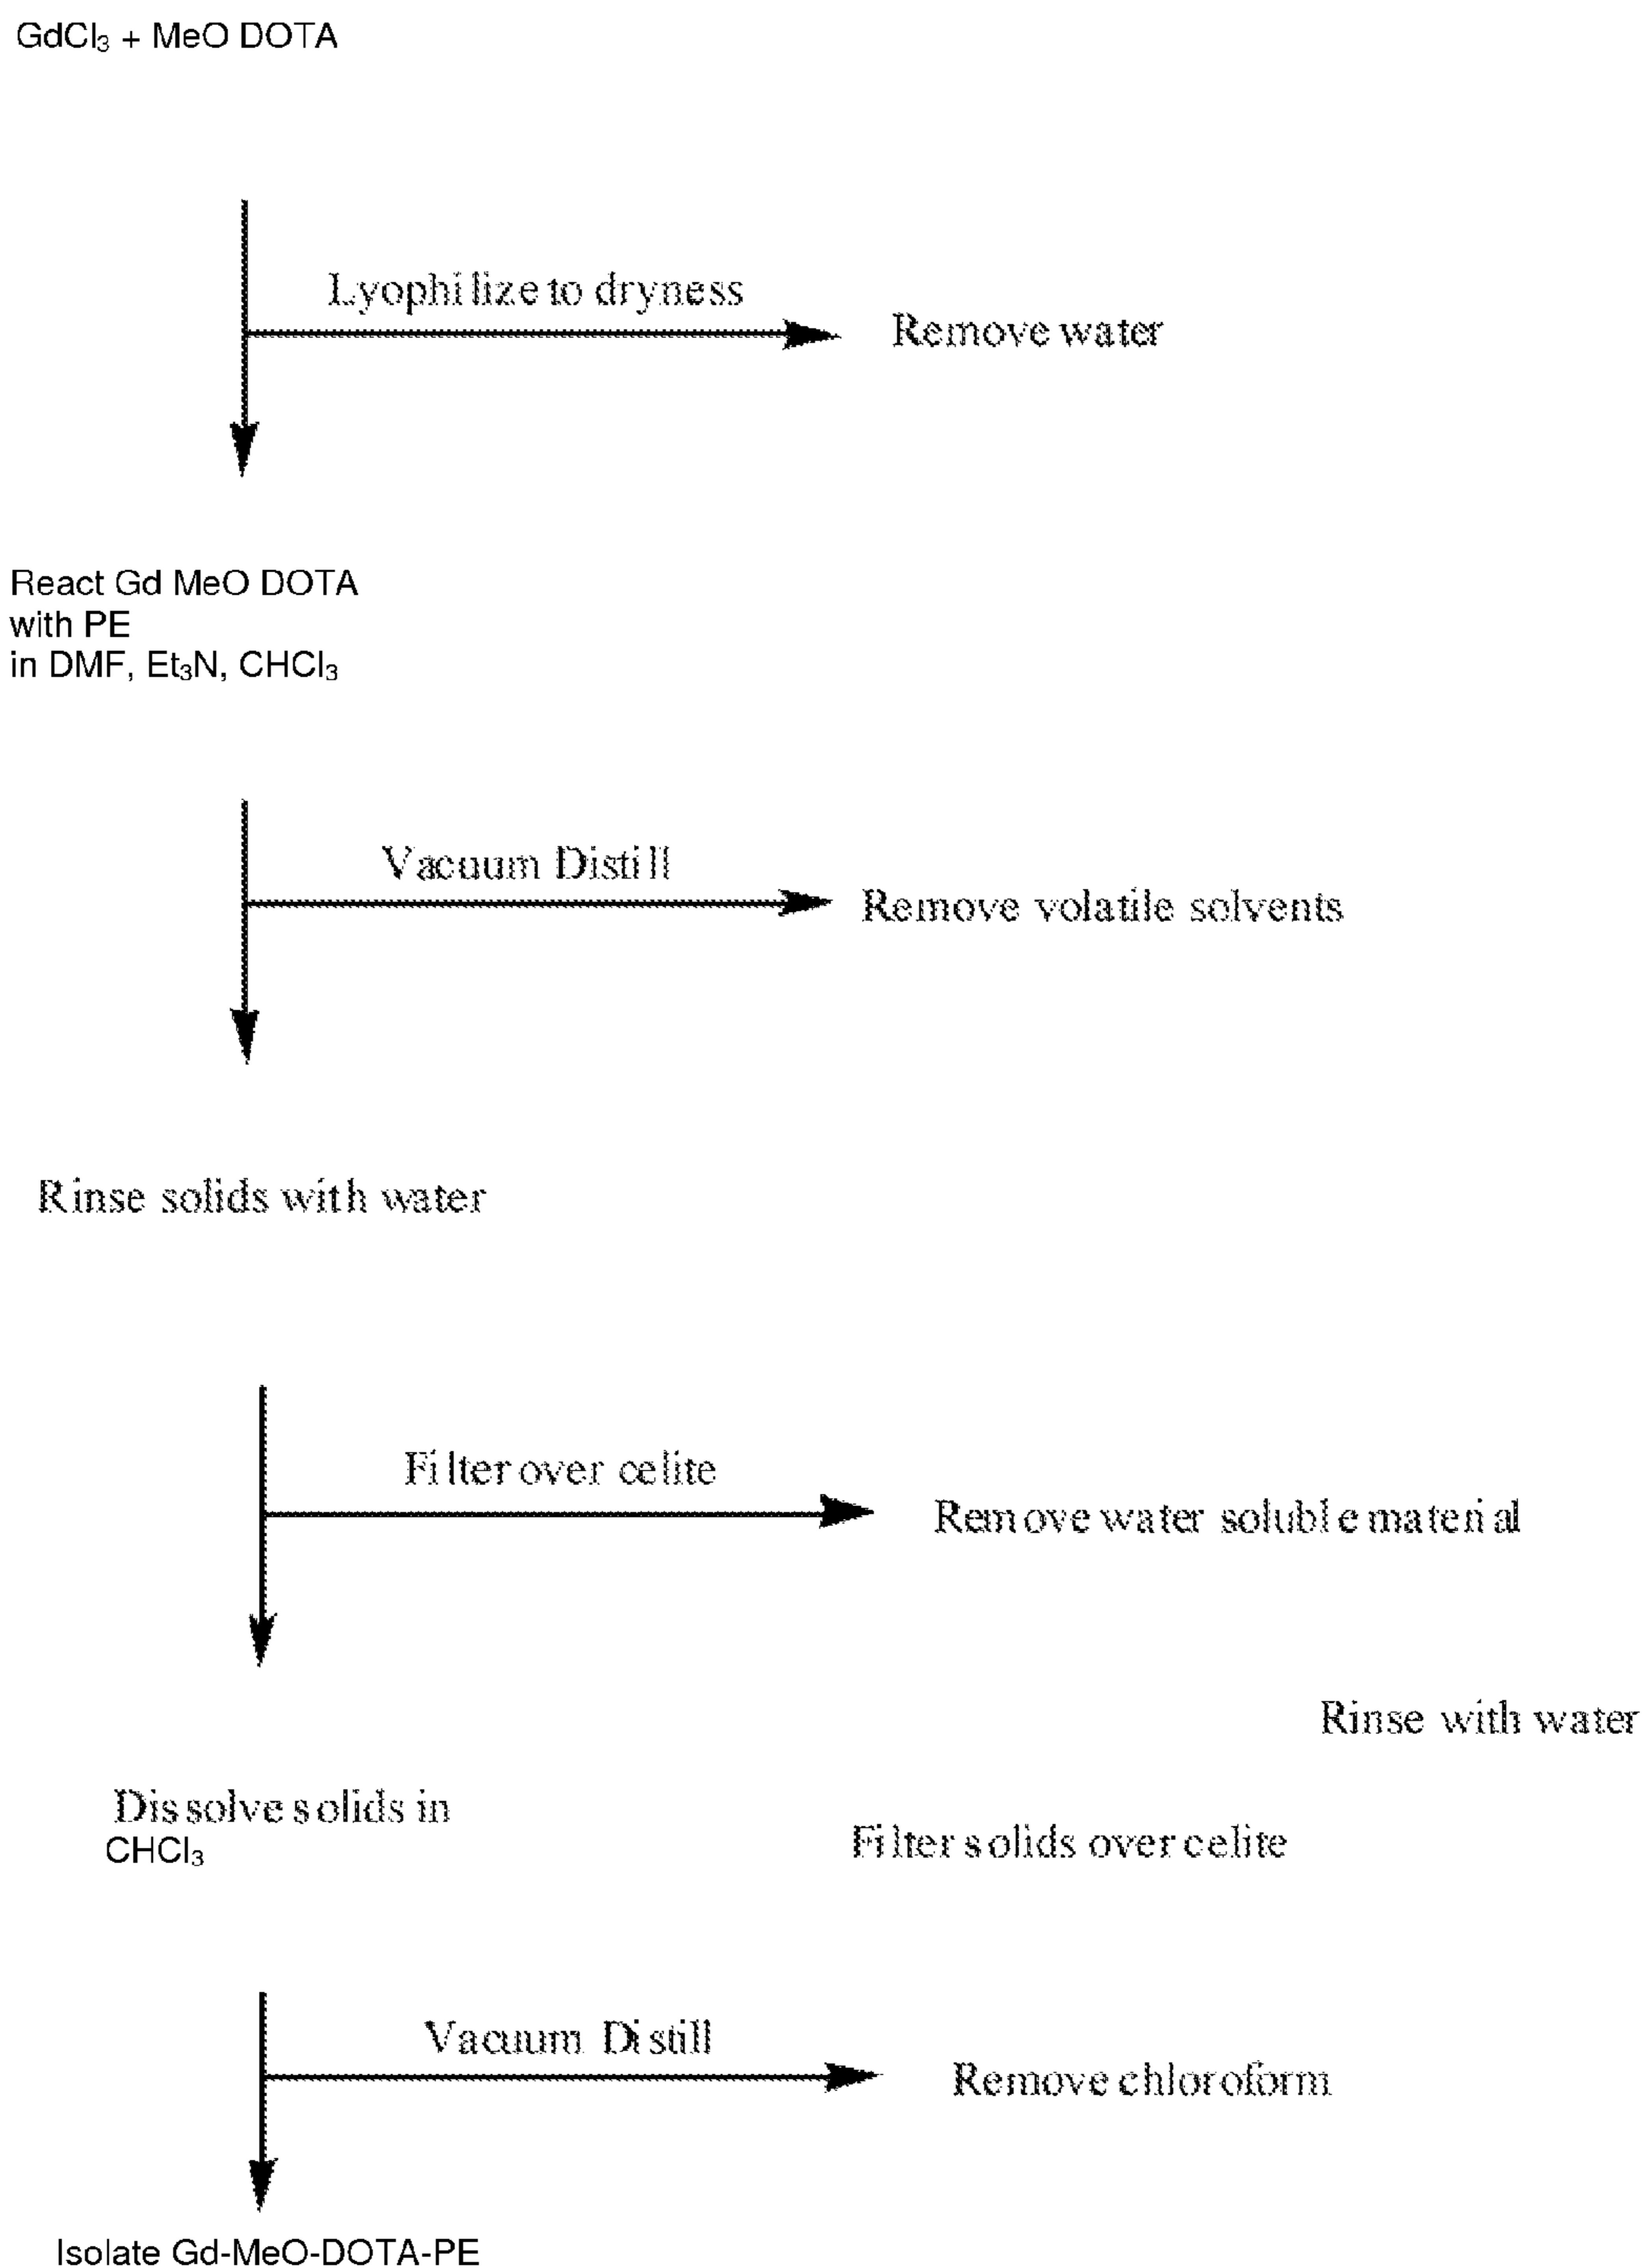 GdCl₃ + MeO DOTA
Lyophilize to dryness
Remove water
React Gd MeO DOTA
with PE
in DMF, Et₃N, CHCl₃
Vacuum Distill
Remove volatile solvents
Rinse solids with water
Filter over celite
Remove water soluble material
Rinse with water
Dissolve solids in
CHCl₃
Filter solids over celite
Vacuum Distill
Remove chloroform
Isolate Gd-MeO-DOTA-PE